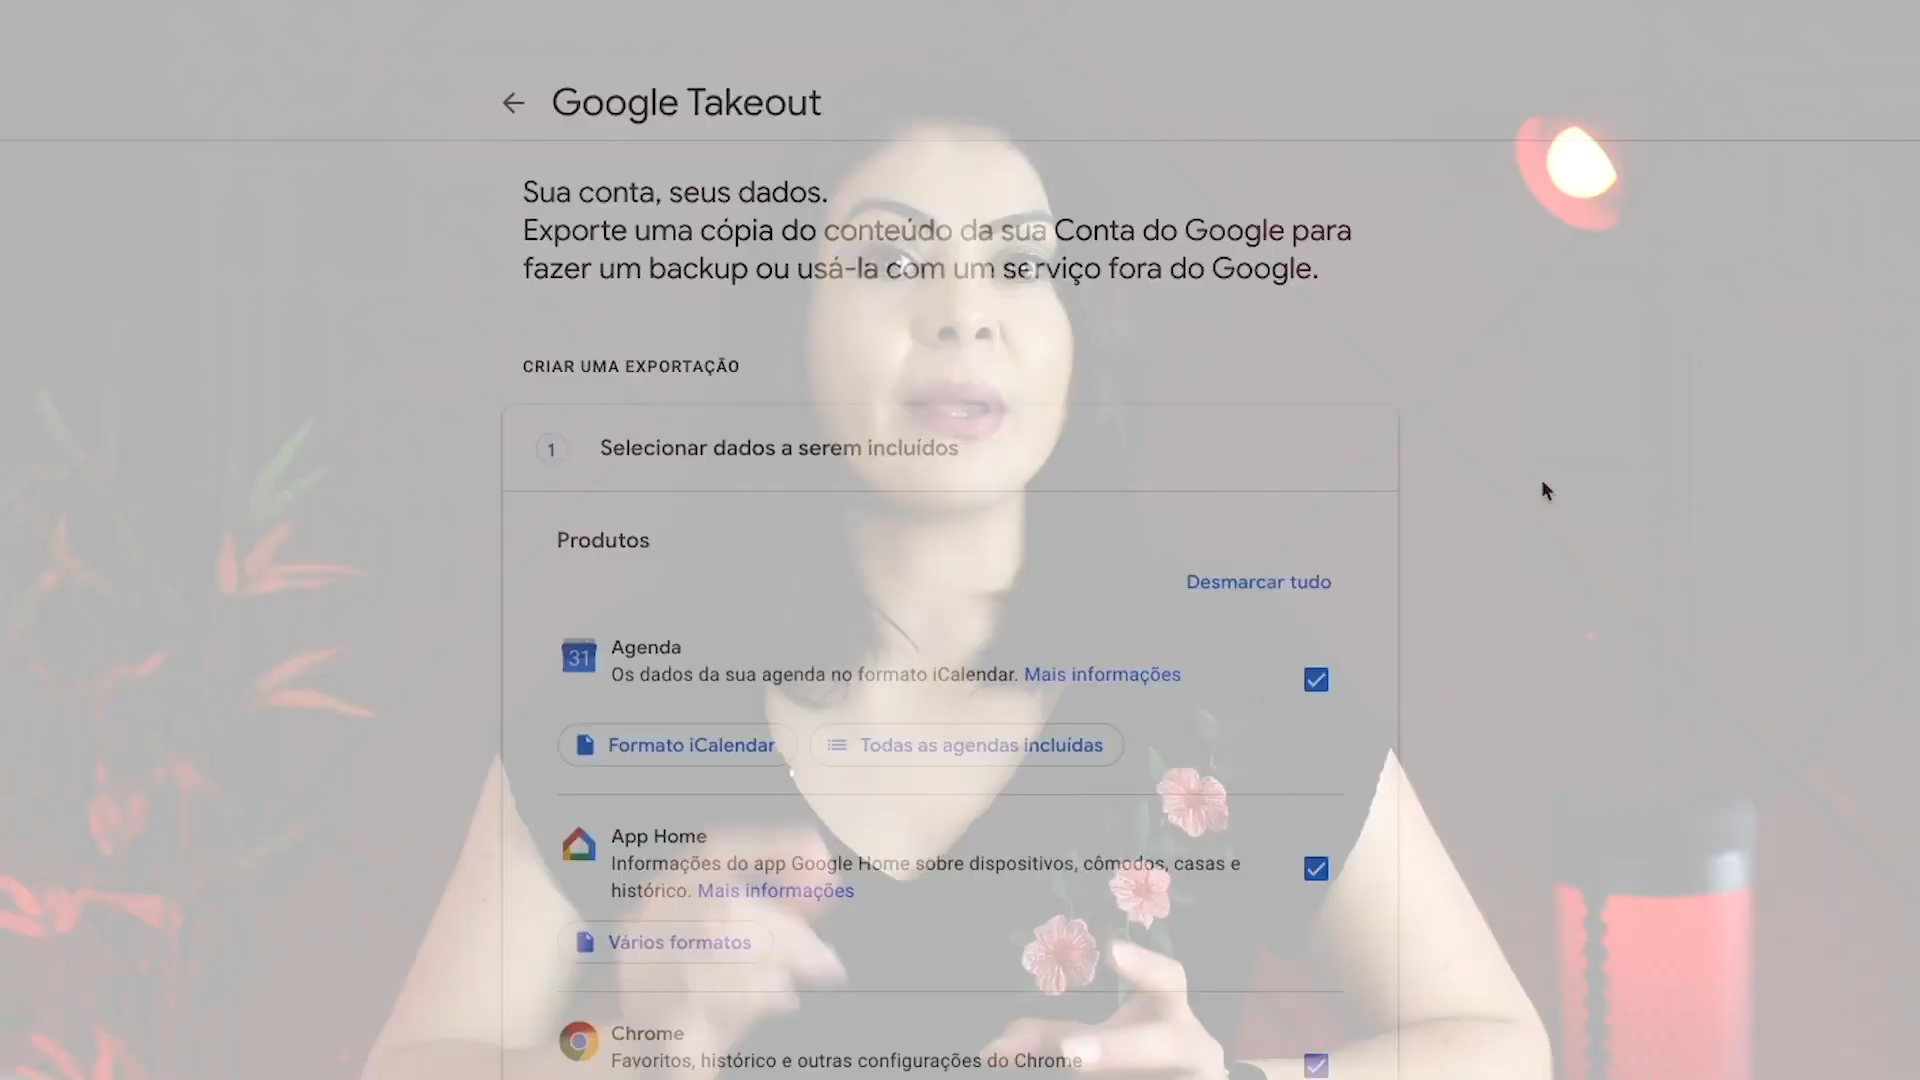 Google Takeout
Sua conta, seus dados.
Exporte uma cópia do conteúdo da sua Conta do Google para
fazer um backup ou usá-la com um serviço fora do Google.
CRIAR UMA EXPORTAÇÃO
1 Selecionar dados a serem incluídos
Produtos
Desmarcar tudo
31 Agenda
Os dados da sua agenda no formato iCalendar. Mais informações
Formato iCalendar Todas as agendas incluídas
App Home
Informações do app Google Home sobre dispositivos, cômodos, casas e
histórico. Mais informações
Vários formatos
Chrome
Favoritos, histórico e outras configurações do Chrome